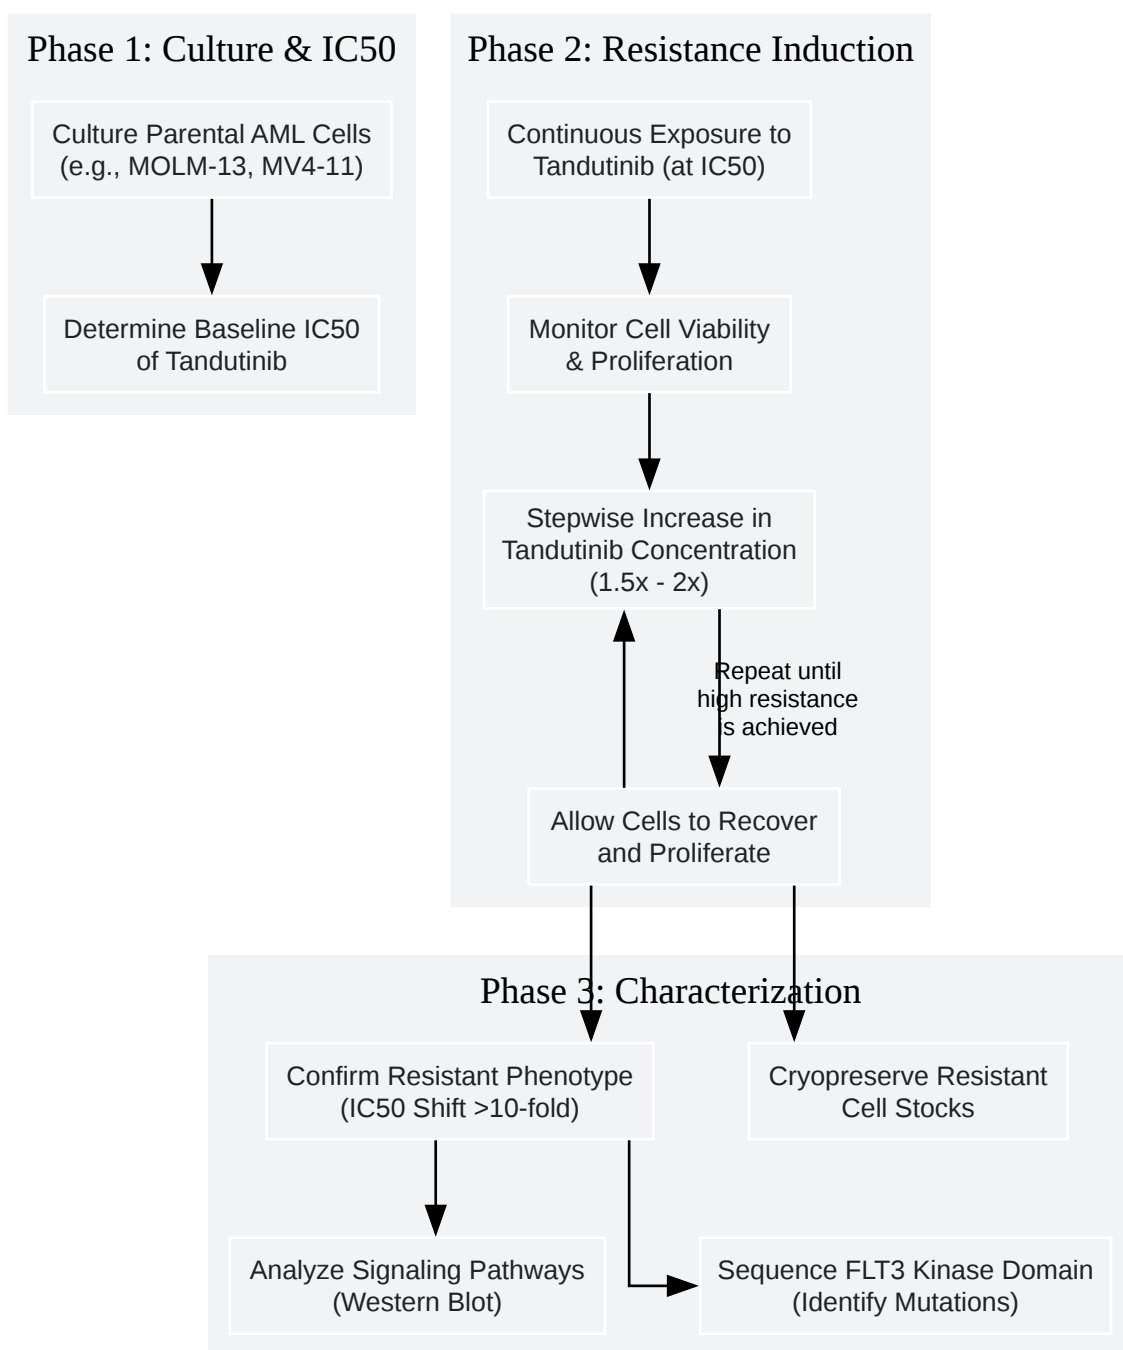 Phase 1: Culture & IC50
Culture Parental AML Cells
(e.g., MOLM-13, MV4-11)
Determine Baseline IC50
of Tandutinib
Phase 2: Resistance Induction
Continuous Exposure to
Tandutinib (at IC50)
Monitor Cell Viability
& Proliferation
Stepwise Increase in
Tandutinib Concentration
(1.5x - 2x)
Repeat until
high resistance
is achieved
Allow Cells to Recover
and Proliferate
Phase 3: Characterization
Confirm Resistant Phenotype
(IC50 Shift >10-fold)
Cryopreserve Resistant
Cell Stocks
Analyze Signaling Pathways
(Western Blot)
Sequence FLT3 Kinase Domain
(Identify Mutations)